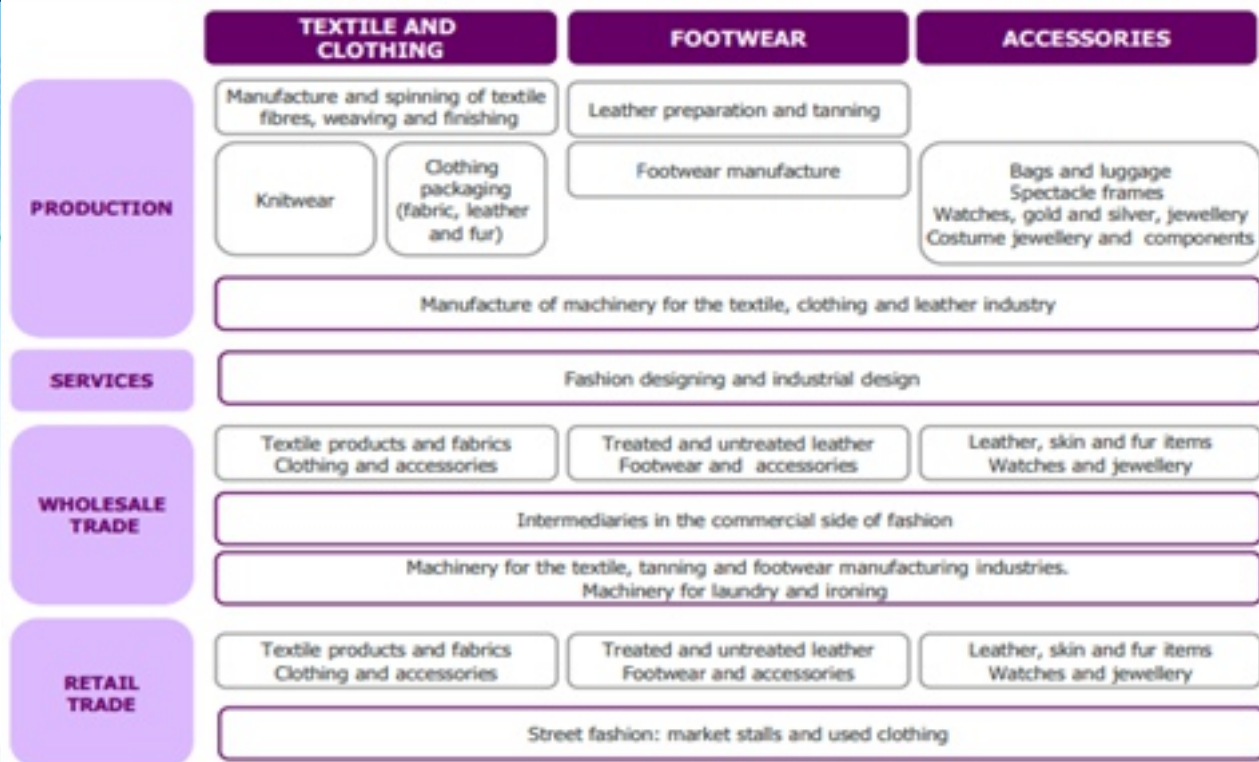 TEXTILE AND
CLOTHING
FOOTWEAR
ACCESSORIES
PRODUCTION
Manufacture and spinning of textile
fibres, weaving and finishing
Leather preparation and tanning
Knitwear
Clothing
packaging
(fabric, leather
and fur)
Footwear manufacture
Bags and luggage
Spectacle frames
Watches, gold and silver, jewellery
Costume jewellery and components
Manufacture of machinery for the textile, clothing and leather industry
SERVICES
Fashion designing and industrial design
WHOLESALE
TRADE
Textile products and fabrics
Clothing and accessories
Treated and untreated leather
Footwear and accessories
Leather, skin and fur items
Watches and jewellery
Intermediaries in the commercial side of fashion
Machinery for the textile, tanning and footwear manufacturing industries.
Machinery for laundry and ironing
RETAIL
TRADE
Textile products and fabrics
Clothing and accessories
Treated and untreated leather
Footwear and accessories
Leather, skin and fur items
Watches and jewellery
Street fashion: market stalls and used clothing